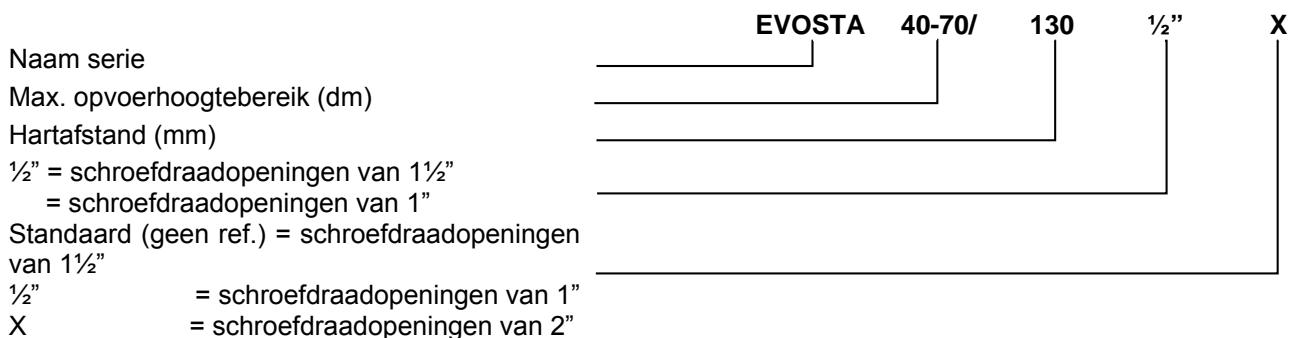 EVOSTA 40-70/ 130 ½” X
Naam serie
Max. opvoerhoogtebereik (dm)
Hartafstand (mm)
½” = schroefdraadopeningen van 1½”
= schroefdraadopeningen van 1”
Standaard (geen ref.) = schroefdraadopeningen
van 1½”
½” = schroefdraadopeningen van 1”
X = schroefdraadopeningen van 2”